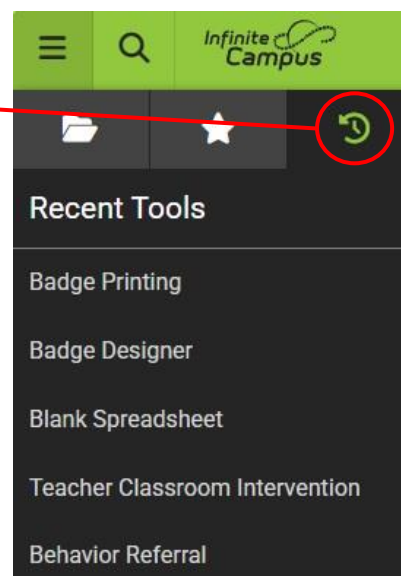 Infinite
Campus
Recent Tools
Badge Printing
Badge Designer
Blank Spreadsheet
Teacher Classroom Intervention
Behavior Referral